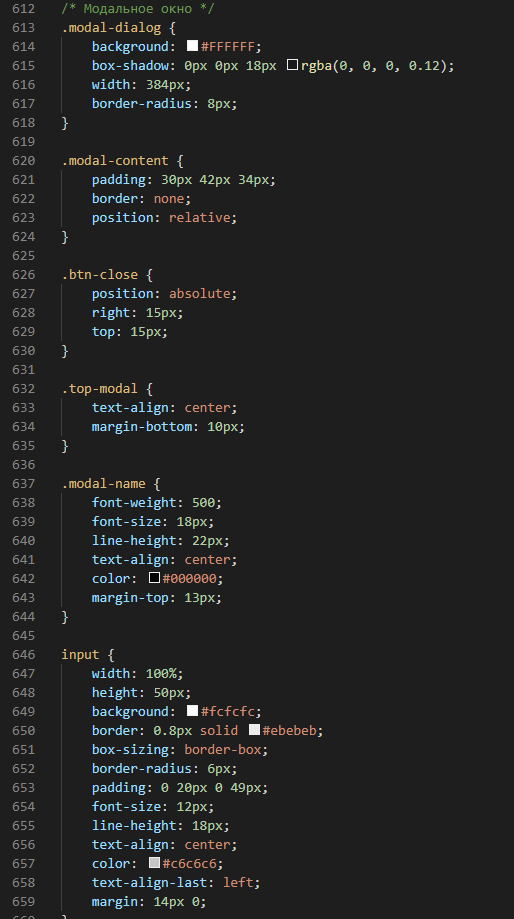 612 /* Модальное окно */
613 .modal-dialog {
614     background: #FFFFFF;
615     box-shadow: 0px 0px 18px rgba(0, 0, 0, 0.12);
616     width: 384px;
617     border-radius: 8px;
618 }
619
620 .modal-content {
621     padding: 30px 42px 34px;
622     border: none;
623     position: relative;
624 }
625
626 .btn-close {
627     position: absolute;
628     right: 15px;
629     top: 15px;
630 }
631
632 .top-modal {
633     text-align: center;
634     margin-bottom: 10px;
635 }
636
637 .modal-name {
638     font-weight: 500;
639     font-size: 18px;
640     line-height: 22px;
641     text-align: center;
642     color: #000000;
643     margin-top: 13px;
644 }
645
646 input {
647     width: 100%;
648     height: 50px;
649     background: #fcfcfc;
650     border: 0.8px solid #ebebeb;
651     box-sizing: border-box;
652     border-radius: 6px;
653     padding: 0 20px 0 49px;
654     font-size: 12px;
655     line-height: 18px;
656     text-align: center;
657     color: #c6c6c6;
658     text-align-last: left;
659     margin: 14px 0;